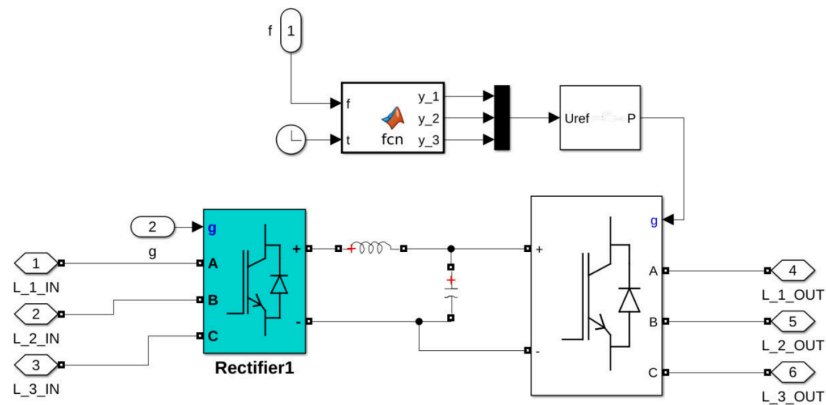 f
1
f
t
fcn
y_1
y_2
y_3
Uref
P
2
g
g
A
B
C
+
-
Rectifier1
1
L_1_IN
2
L_2_IN
3
L_3_IN
+
+
+
-
g
A
B
C
4
L_1_OUT
5
L_2_OUT
6
L_3_OUT